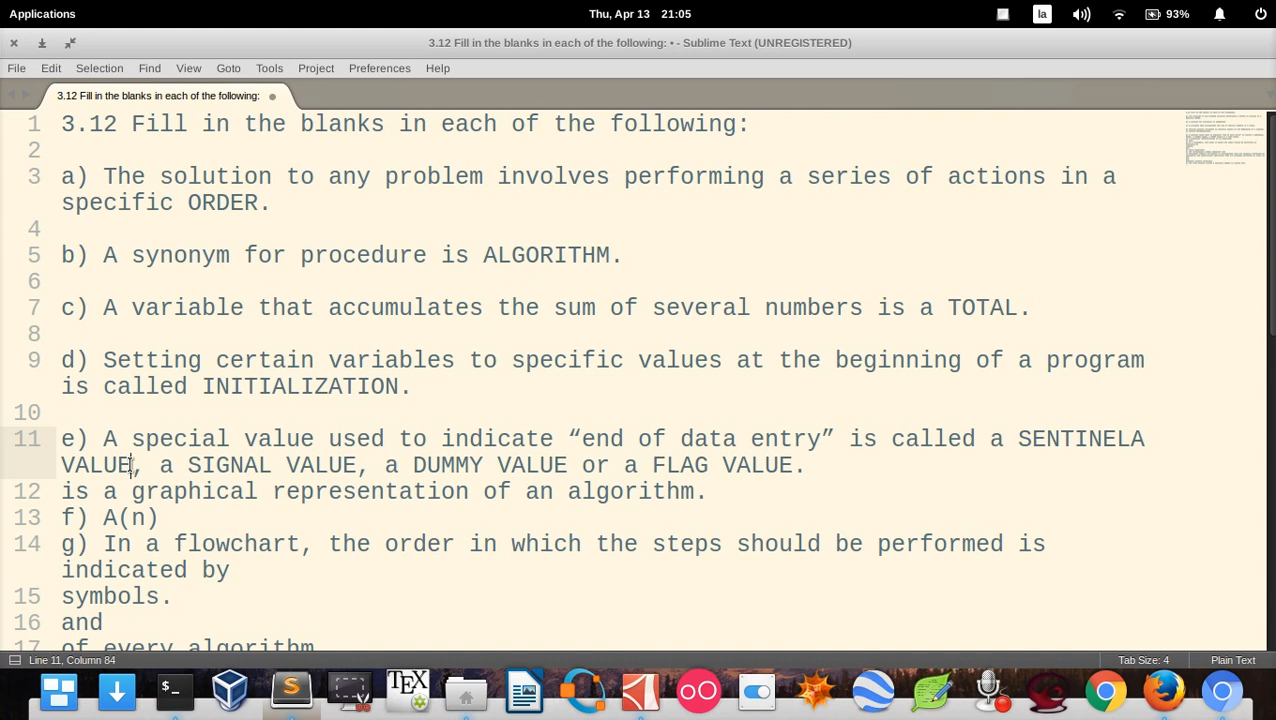 Applications
Thu, Apr 13 21:05
la
93%
3.12 Fill in the blanks in each of the following: • - Sublime Text (UNREGISTERED)
File Edit Selection Find View Goto Tools Project Preferences Help
3.12 Fill in the blanks in each of the following:
1 3.12 Fill in the blanks in each of the following:
2
3 a) The solution to any problem involves performing a series of actions in a
specific ORDER.
4
5 b) A synonym for procedure is ALGORITHM.
6
7 c) A variable that accumulates the sum of several numbers is a TOTAL.
8
9 d) Setting certain variables to specific values at the beginning of a program
is called INITIALIZATION.
10
11 e) A special value used to indicate “end of data entry” is called a SENTINELA
VALUE, a SIGNAL VALUE, a DUMMY VALUE or a FLAG VALUE.
12 is a graphical representation of an algorithm.
13 f) A(n)
14 g) In a flowchart, the order in which the steps should be performed is
indicated by
15 symbols.
16 and
17 of every algorithm
Line 11, Column 84
Tab Size: 4
Plain Text
TEX